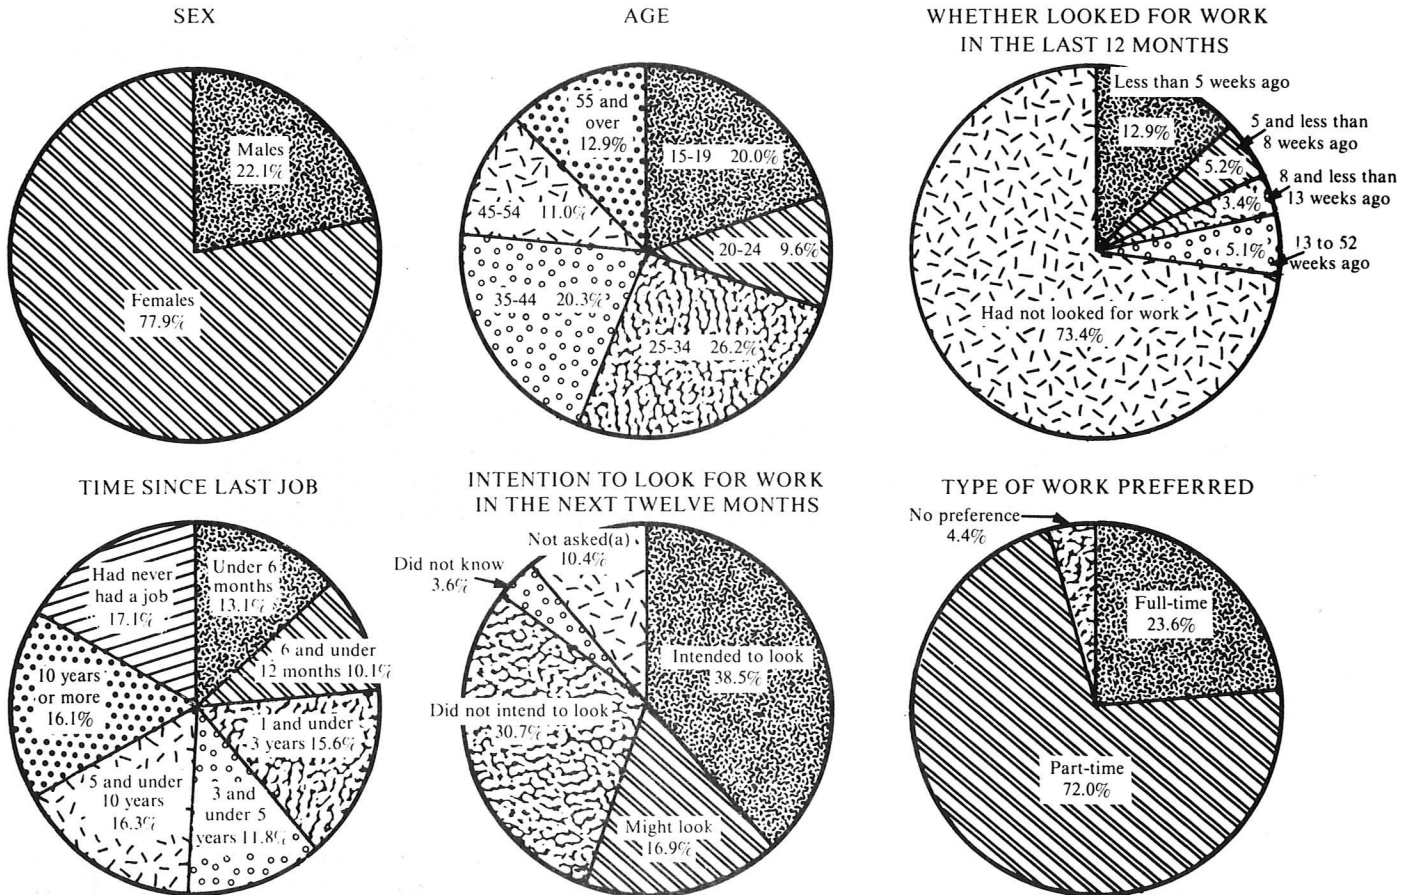 SEX
Males
22.1%
Females
77.9%
AGE
55 and
over
12.9%
15-19 20.0%
45-54 11.0%
20-24 9.6%
35-44 20.3%
25-34 26.2%
WHETHER LOOKED FOR WORK
IN THE LAST 12 MONTHS
Less than 5 weeks ago
12.9%
5 and less than
8 weeks ago
5.2%
8 and less than
13 weeks ago
3.4%
13 to 52
weeks ago
5.1%
Had not looked for work
73.4%
TIME SINCE LAST JOB
Had never
had a job
17.1%
Under 6
months
13.1%
6 and under
12 months 10.1%
10 years
or more
16.1%
1 and under
3 years 15.6%
5 and under
10 years
16.3%
3 and
under 5
years 11.8%
INTENTION TO LOOK FOR WORK
IN THE NEXT TWELVE MONTHS
Not asked(a)
10.4%
Did not know
3.6%
Intended to look
38.5%
Did not intend to look
30.7%
Might look
16.9%
TYPE OF WORK PREFERRED
No preference
4.4%
Full-time
23.6%
Part-time
72.0%